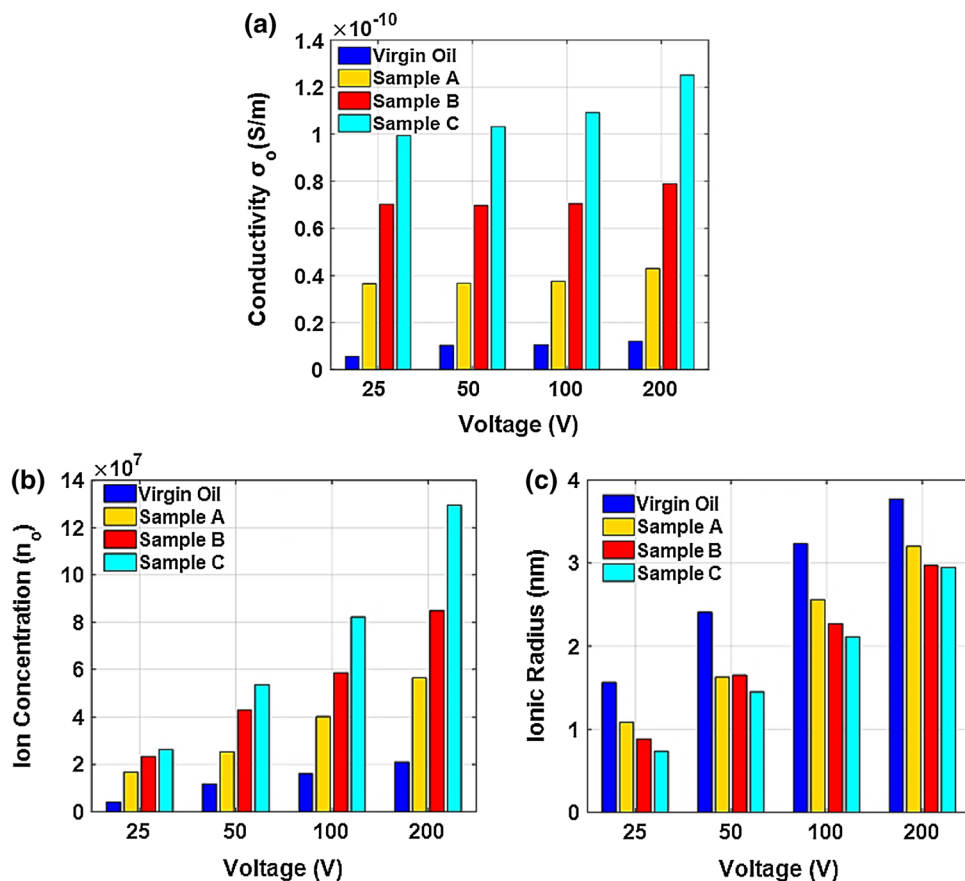 (a)
×10⁻¹⁰
Conductivity σₒ(S/m)
1.4
1.2
1
0.8
0.6
0.4
0.2
0
Virgin Oil
Sample A
Sample B
Sample C
25 50 100 200
Voltage (V)
(b)
×10⁷
Ion Concentration (nₒ)
14
12
10
8
6
4
2
0
Virgin Oil
Sample A
Sample B
Sample C
25 50 100 200
Voltage (V)
(c)
Ionic Radius (nm)
4
3
2
1
0
Virgin Oil
Sample A
Sample B
Sample C
25 50 100 200
Voltage (V)